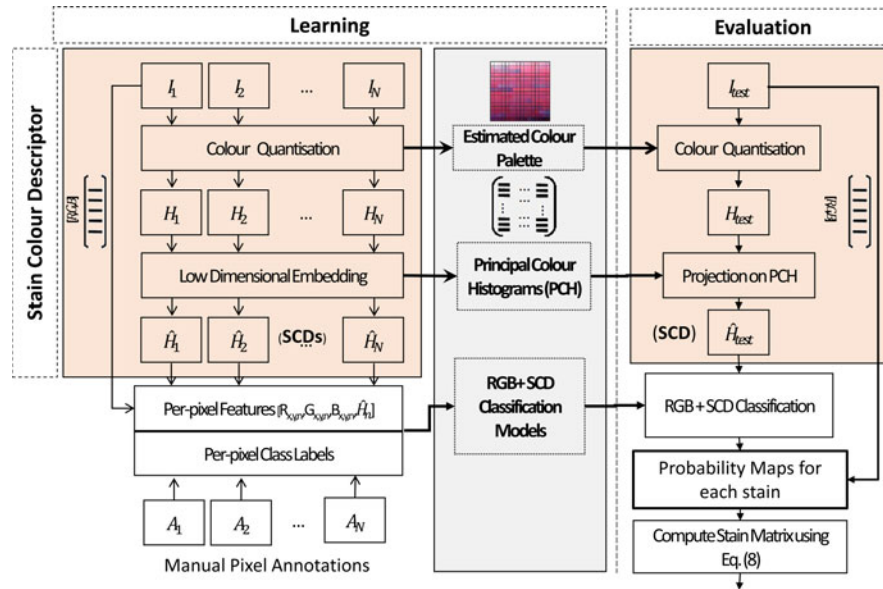 Learning
Evaluation
Stain Colour Descriptor
I1 I2 ... IN
Colour Quantisation
[RGB]
H1 H2 ... HN
Low Dimensional Embedding
Ĥ1 Ĥ2 (SCDs) ... ĤN
Per-pixel Features [Rx,y,n,Gx,y,n,Bx,y,n,Ĥn]
Per-pixel Class Labels
A1 A2 ... AN
Manual Pixel Annotations
Estimated Colour
Palette
... ...
⋮ ⋮
... ...
Principal Colour
Histograms (PCH)
RGB+ SCD
Classification
Models
Itest
Colour Quantisation
[RGB]
Htest
Projection on PCH
(SCD) Ĥtest
RGB + SCD Classification
Probability Maps for
each stain
Compute Stain Matrix using
Eq. (8)